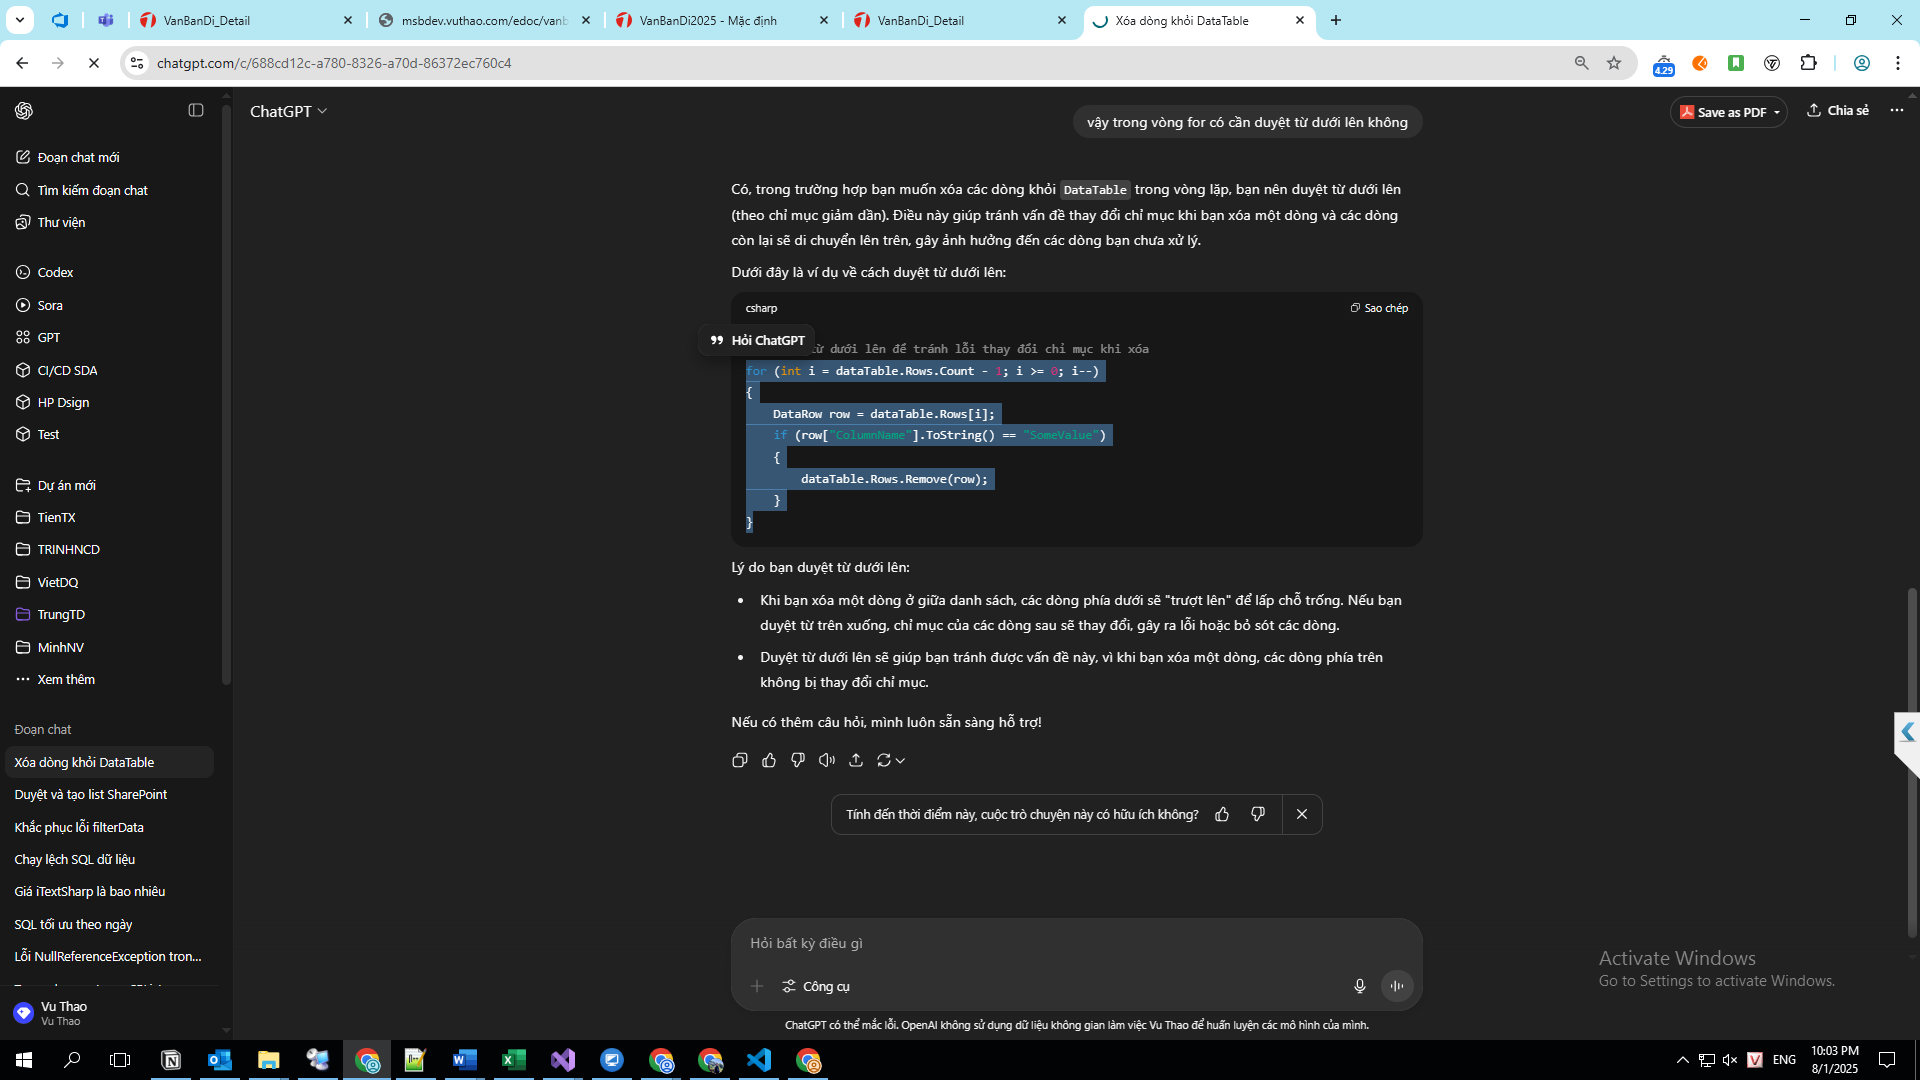 VanBanDi_Detail
msbdev.vuthao.com/edoc/vanb
VanBanDi2025 - Mặc định
VanBanDi_Detail
Xóa dòng khỏi DataTable
chatgpt.com/c/688cd12c-a780-8326-a70d-86372ec760c4
4.29
ChatGPT
vậy trong vòng for có cần duyệt từ dưới lên không
Save as PDF
Chia sẻ
Đoạn chat mới
Tìm kiếm đoạn chat
Thư viện
Codex
Sora
GPT
CI/CD SDA
HP Dsign
Test
Dự án mới
TienTX
TRINHNCD
VietDQ
TrungTD
MinhNV
Xem thêm
Đoạn chat
Xóa dòng khỏi DataTable
Duyệt và tạo list SharePoint
Khắc phục lỗi filterData
Chạy lệch SQL dữ liệu
Giá iTextSharp là bao nhiêu
SQL tối ưu theo ngày
Lỗi NullReferenceException tron...
Vu Thao
Vu Thao
Có, trong trường hợp bạn muốn xóa các dòng khỏi DataTable trong vòng lặp, bạn nên duyệt từ dưới lên
(theo chỉ mục giảm dần). Điều này giúp tránh vấn đề thay đổi chỉ mục khi bạn xóa một dòng và các dòng
còn lại sẽ di chuyển lên trên, gây ảnh hưởng đến các dòng bạn chưa xử lý.
Dưới đây là ví dụ về cách duyệt từ dưới lên:
csharp
Sao chép
Hỏi ChatGPT
từ dưới lên để tránh lỗi thay đổi chỉ mục khi xóa
for (int i = dataTable.Rows.Count - 1; i >= 0; i--)
{
DataRow row = dataTable.Rows[i];
if (row["ColumnName"].ToString() == "SomeValue")
{
dataTable.Rows.Remove(row);
}
}
Lý do bạn duyệt từ dưới lên:
• Khi bạn xóa một dòng ở giữa danh sách, các dòng phía dưới sẽ "trượt lên" để lấp chỗ trống. Nếu bạn
duyệt từ trên xuống, chỉ mục của các dòng sau sẽ thay đổi, gây ra lỗi hoặc bỏ sót các dòng.
• Duyệt từ dưới lên sẽ giúp bạn tránh được vấn đề này, vì khi bạn xóa một dòng, các dòng phía trên
không bị thay đổi chỉ mục.
Nếu có thêm câu hỏi, mình luôn sẵn sàng hỗ trợ!
Tính đến thời điểm này, cuộc trò chuyện này có hữu ích không?
Hỏi bất kỳ điều gì
Công cụ
ChatGPT có thể mắc lỗi. OpenAI không sử dụng dữ liệu không gian làm việc Vu Thao để huấn luyện các mô hình của mình.
Activate Windows
Go to Settings to activate Windows.
ENG
10:03 PM
8/1/2025